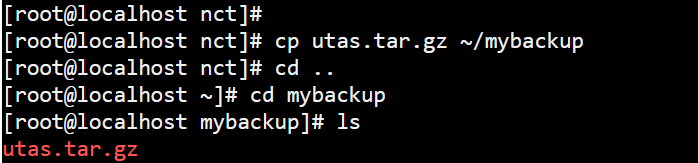 [root@localhost nct]#
[root@localhost nct]# cp utas.tar.gz ~/mybackup
[root@localhost nct]# cd ..
[root@localhost ~]# cd mybackup
[root@localhost mybackup]# ls
utas.tar.gz